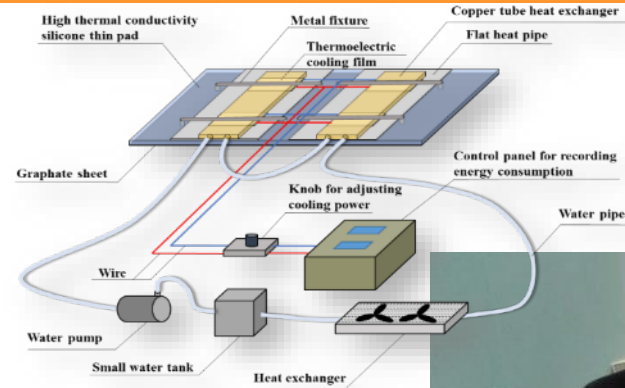 High thermal conductivity
silicone thin pad
Metal fixture
Thermoelectric
cooling film
Copper tube heat exchanger
Flat heat pipe
Graphate sheet
Knob for adjusting
cooling power
Control panel for recording
energy consumption
Water pipe
Wire
Water pump
Small water tank
Heat exchanger